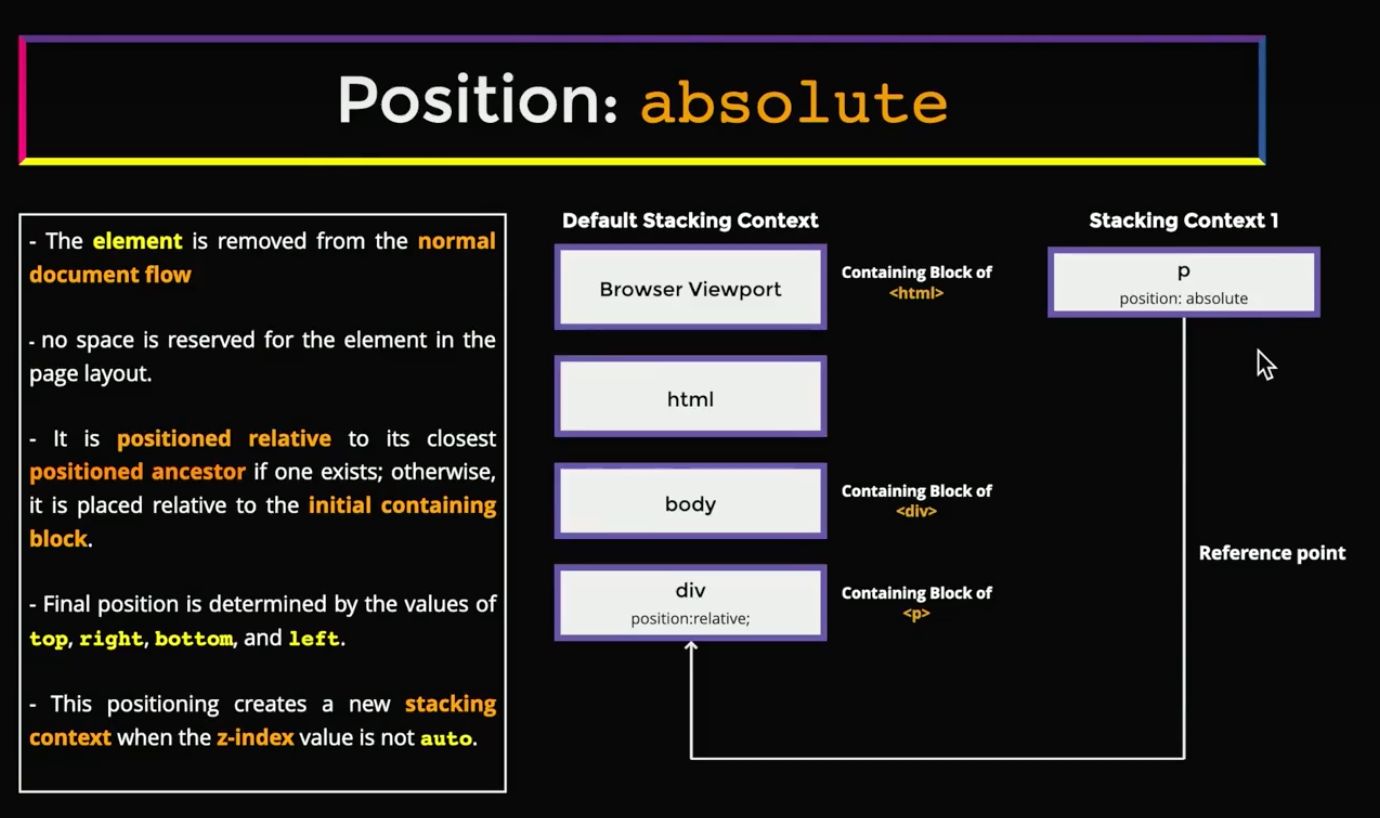 Position: absolute
- The element is removed from the normal
document flow
- no space is reserved for the element in the
page layout.
- It is positioned relative to its closest
positioned ancestor if one exists; otherwise,
it is placed relative to the initial containing
block.
- Final position is determined by the values of
top, right, bottom, and left.
- This positioning creates a new stacking
context when the z-index value is not auto.
Default Stacking Context
Browser Viewport
Containing Block of
<html>
html
body
Containing Block of
<div>
div
position:relative;
Containing Block of
<p>
Stacking Context 1
p
position: absolute
Reference point